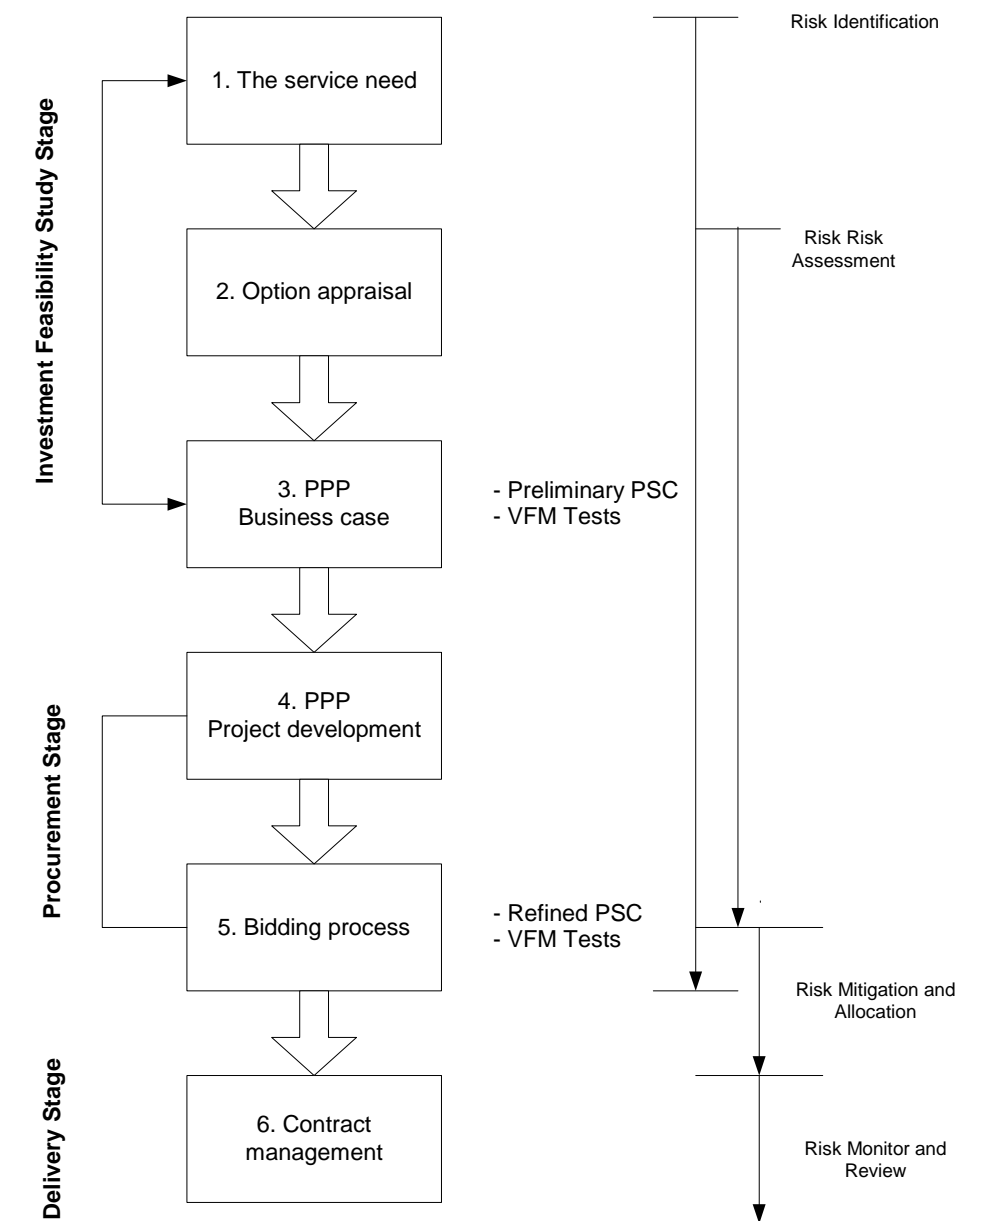 Investment Feasibility Study Stage
Procurement Stage
Delivery Stage
1. The service need
2. Option appraisal
3. PPP
Business case
4. PPP
Project development
5. Bidding process
6. Contract
management
- Preliminary PSC
- VFM Tests
- Refined PSC
- VFM Tests
Risk Identification
Risk Risk
Assessment
Risk Mitigation and
Allocation
Risk Monitor and
Review